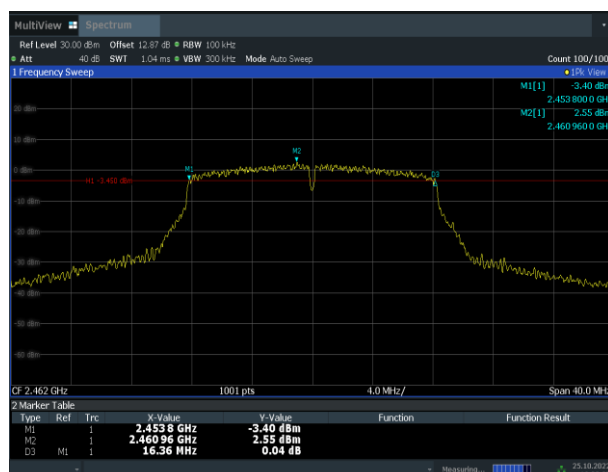 MultiView Spectrum
Ref Level 30.00 dBm Offset 12.87 dB RBW 100 kHz
Att 40 dB SWT 1.04 ms VBW 300 kHz Mode Auto Sweep Count 100/100
1 Frequency Sweep 1Pk View
M1[1] -3.40 dBm
2.453 800 0 GHz
M2[1] 2.55 dBm
2.460 960 0 GHz
20 dBm
10 dBm
M2
0 dBm
M1 D3
H1 -3.450 dBm
-10 dBm
-20 dBm
-30 dBm
-40 dBm
-50 dBm
-60 dBm
CF 2.462 GHz 1001 pts 4.0 MHz/ Span 40.0 MHz
2 Marker Table
Type Ref Trc X-Value Y-Value Function Function Result
M1 1 2.4538 GHz -3.40 dBm
M2 1 2.46096 GHz 2.55 dBm
D3 M1 1 16.36 MHz 0.04 dB
Measuring... 25.10.202